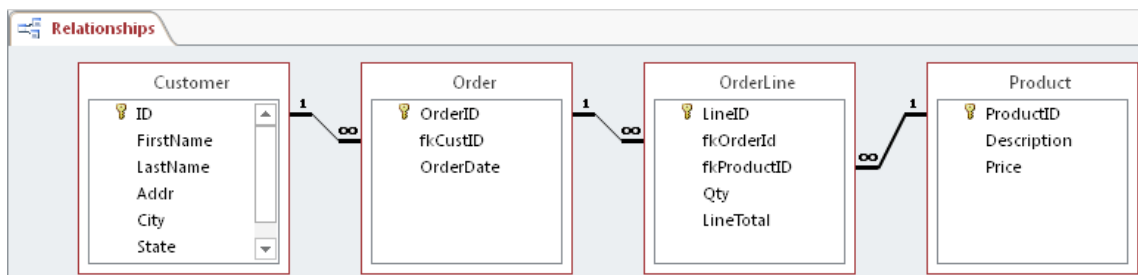 Relationships
Customer
ID
FirstName
LastName
Addr
City
State
1
∞
Order
OrderID
fkCustID
OrderDate
1
∞
OrderLine
LineID
fkOrderId
fkProductID
Qty
LineTotal
∞
1
Product
ProductID
Description
Price